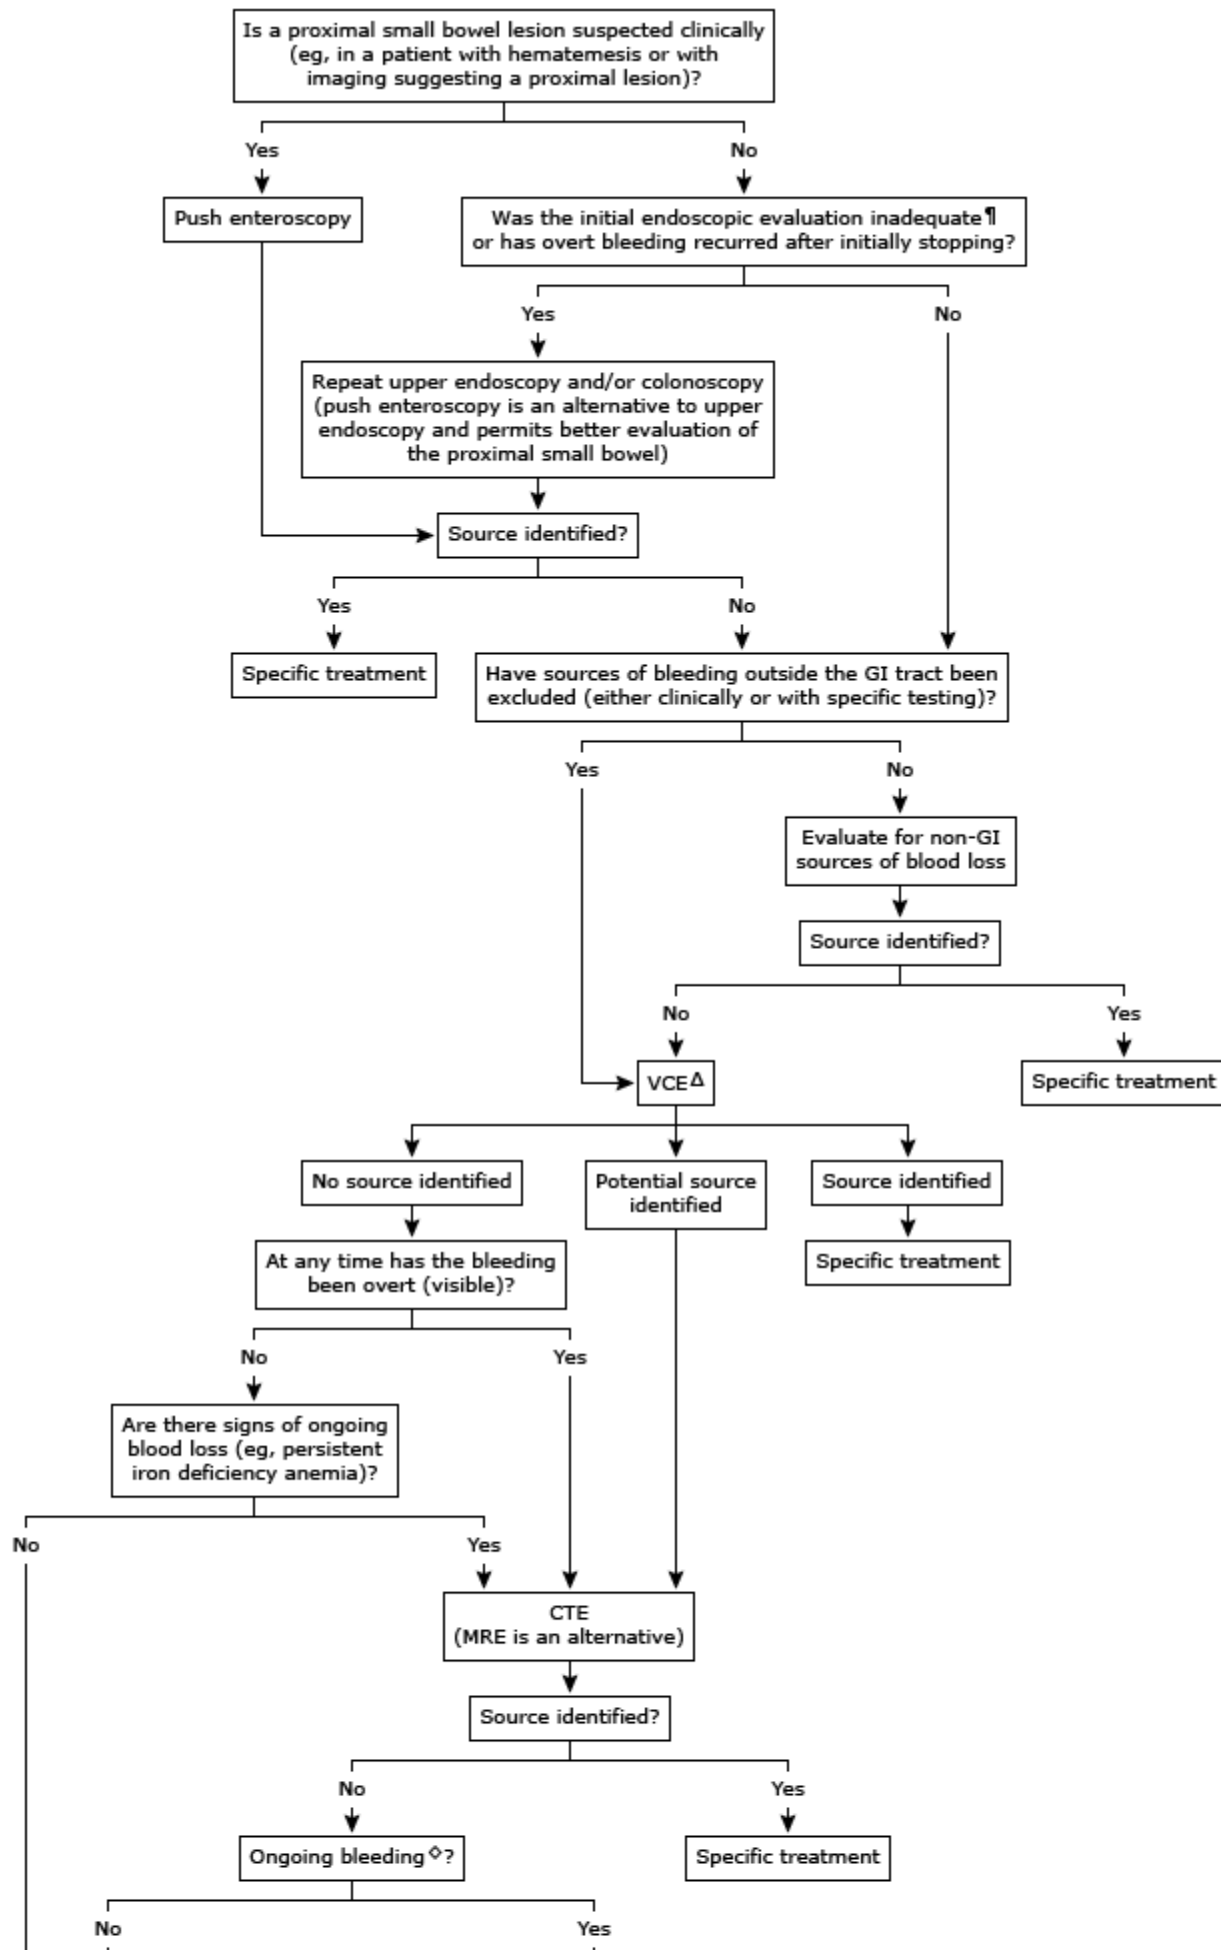 Is a proximal small bowel lesion suspected clinically
(eg, in a patient with hematemesis or with
imaging suggesting a proximal lesion)?
Yes
No
Push enteroscopy
Was the initial endoscopic evaluation inadequate¶
or has overt bleeding recurred after initially stopping?
Yes
No
Repeat upper endoscopy and/or colonoscopy
(push enteroscopy is an alternative to upper
endoscopy and permits better evaluation of
the proximal small bowel)
Source identified?
Yes
No
Specific treatment
Have sources of bleeding outside the GI tract been
excluded (either clinically or with specific testing)?
Yes
No
Evaluate for non-GI
sources of blood loss
Source identified?
No
Yes
VCEΔ
Specific treatment
No source identified
Potential source
identified
Source identified
At any time has the bleeding
been overt (visible)?
Specific treatment
No
Yes
Are there signs of ongoing
blood loss (eg, persistent
iron deficiency anemia)?
No
Yes
CTE
(MRE is an alternative)
Source identified?
No
Yes
Ongoing bleeding◇?
Specific treatment
No
Yes